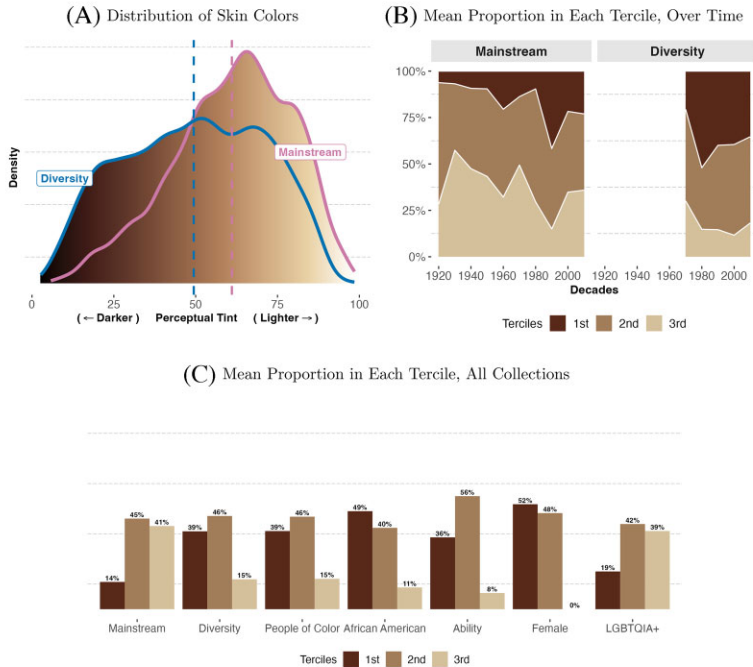 (A) Distribution of Skin Colors
Density
Diversity
Mainstream
0 25 50 75 100
( ← Darker ) Perceptual Tint ( Lighter → )
(B) Mean Proportion in Each Tercile, Over Time
Mainstream Diversity
100%
75%
50%
25%
0%
1920 1940 1960 1980 2000 1920 1940 1960 1980 2000
Decades
Terciles 1st 2nd 3rd
(C) Mean Proportion in Each Tercile, All Collections
14% 45% 41% 39% 46% 15% 39% 46% 15% 49% 40% 11% 36% 56% 8% 52% 48% 0% 19% 42% 39%
Mainstream Diversity People of Color African American Ability Female LGBTQIA+
Terciles 1st 2nd 3rd